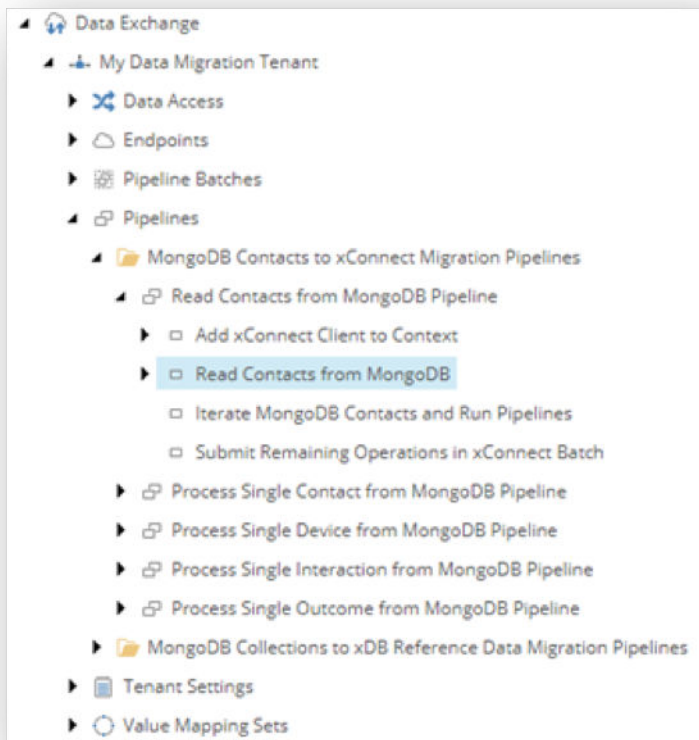 Data Exchange
My Data Migration Tenant
Data Access
Endpoints
Pipeline Batches
Pipelines
MongoDB Contacts to xConnect Migration Pipelines
Read Contacts from MongoDB Pipeline
Add xConnect Client to Context
Read Contacts from MongoDB
Iterate MongoDB Contacts and Run Pipelines
Submit Remaining Operations in xConnect Batch
Process Single Contact from MongoDB Pipeline
Process Single Device from MongoDB Pipeline
Process Single Interaction from MongoDB Pipeline
Process Single Outcome from MongoDB Pipeline
MongoDB Collections to xDB Reference Data Migration Pipelines
Tenant Settings
Value Mapping Sets